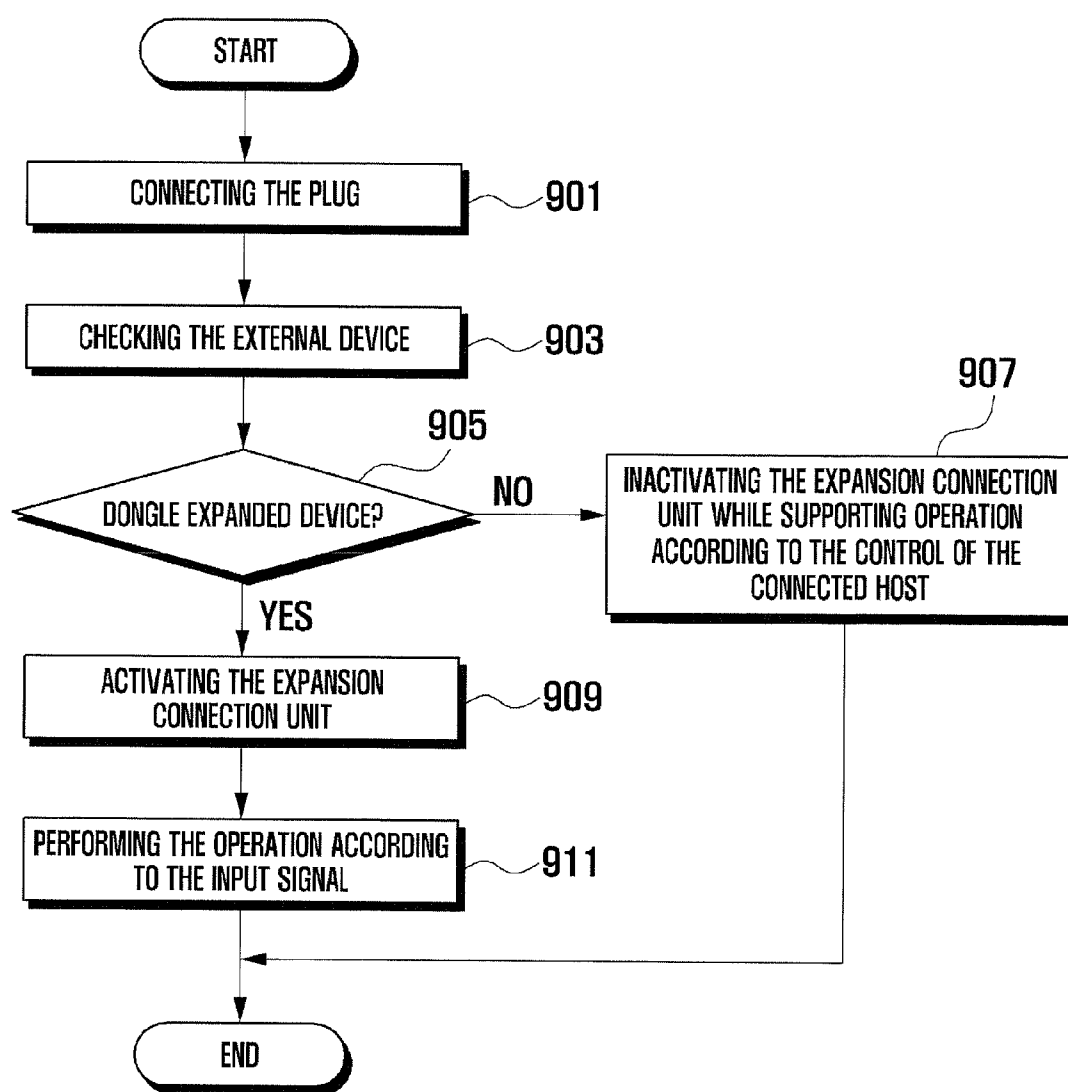 START
CONNECTING THE PLUG
901
CHECKING THE EXTERNAL DEVICE
903
905
DONGLE EXPANDED DEVICE?
NO
907
INACTIVATING THE EXPANSION CONNECTION
UNIT WHILE SUPPORTING OPERATION
ACCORDING TO THE CONTROL OF THE
CONNECTED HOST
YES
ACTIVATING THE EXPANSION
CONNECTION UNIT
909
PERFORMING THE OPERATION ACCORDING
TO THE INPUT SIGNAL
911
END